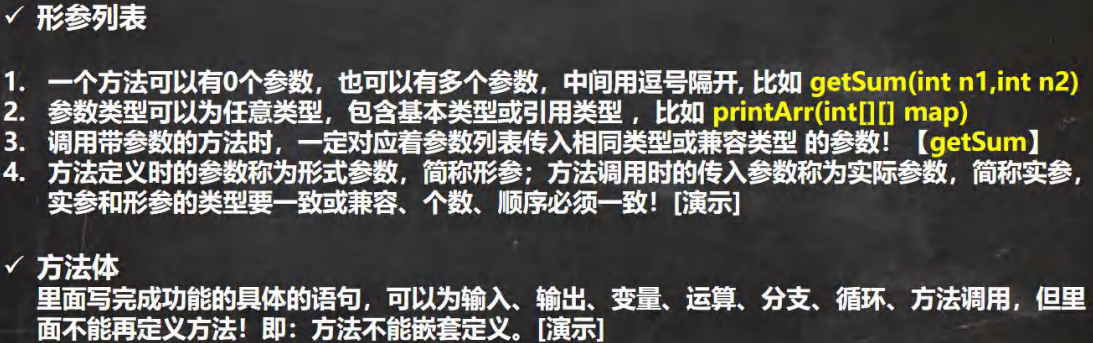 ✓ 形参列表
1. 一个方法可以有0个参数，也可以有多个参数，中间用逗号隔开, 比如 getSum(int n1,int n2)
2. 参数类型可以为任意类型，包含基本类型或引用类型 ，比如 printArr(int[][] map)
3. 调用带参数的方法时，一定对应着参数列表传入相同类型或兼容类型 的参数！【getSum】
4. 方法定义时的参数称为形式参数，简称形参；方法调用时的传入参数称为实际参数，简称实参，
实参和形参的类型要一致或兼容、个数、顺序必须一致！[演示]
✓ 方法体
里面写完成功能的具体的语句，可以为输入、输出、变量、运算、分支、循环、方法调用，但里
面不能再定义方法！即：方法不能嵌套定义。[演示]